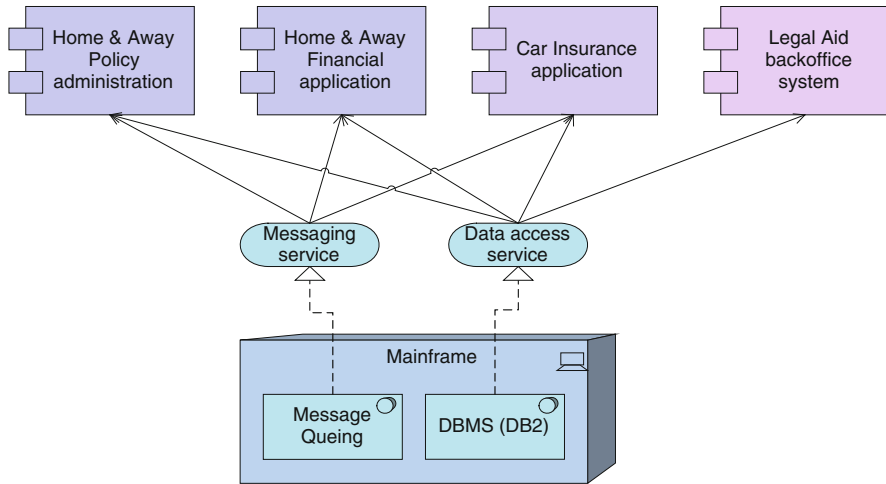 Home & Away
Policy
administration
Home & Away
Financial
application
Car Insurance
application
Legal Aid
backoffice
system
Messaging
service
Data access
service
Mainframe
Message
Queing
DBMS (DB2)